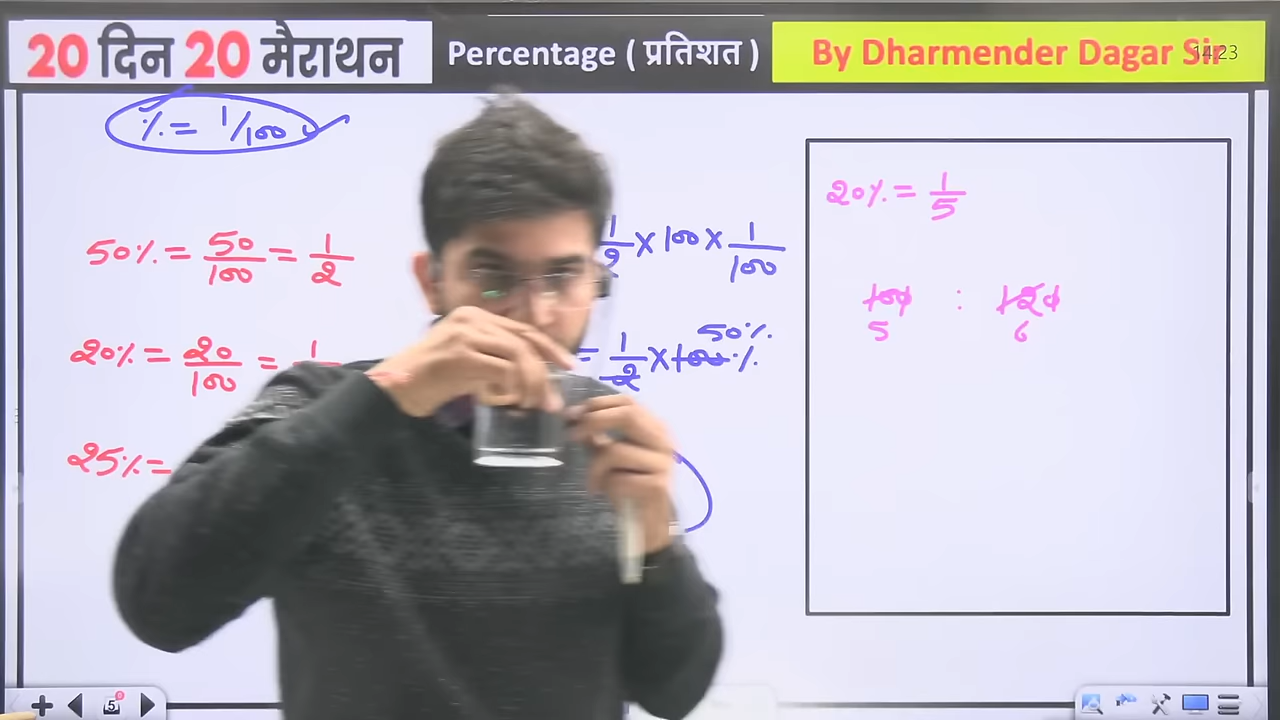 20 दिन 20 मैराथन
Percentage ( प्रतिशत )
By Dharmender Dagar Sir
14:23
% = 1/100
50% = 50/100 = 1/2
1/2 × 100 × 1/100
20% = 20/100 = 1
= 1/2 × 100 %
50%
25% =
20% = 1/5
100 : 120
5 6
5